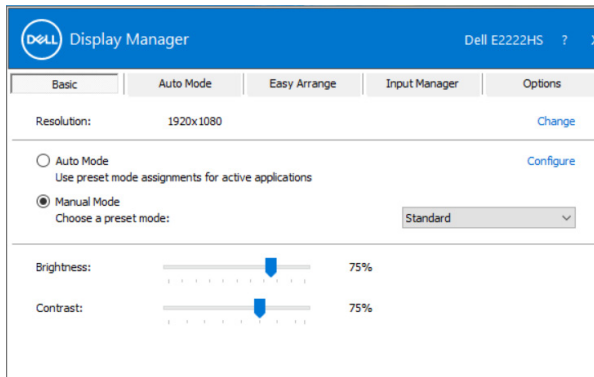 DELL Display Manager Dell E2222HS ?
Basic Auto Mode Easy Arrange Input Manager Options
Resolution: 1920x1080 Change
Auto Mode Configure
Use preset mode assignments for active applications
Manual Mode
Choose a preset mode: Standard
Brightness: 75%
Contrast: 75%